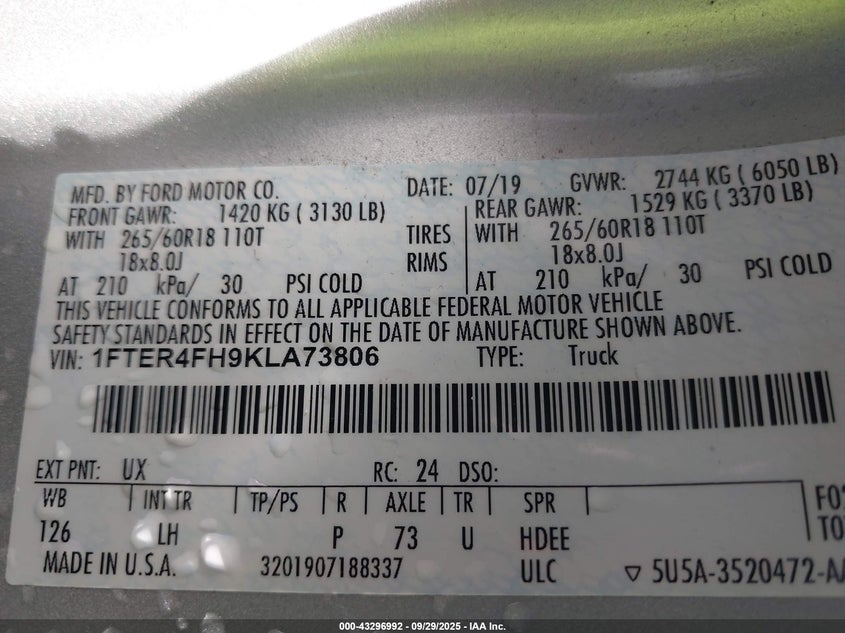 MFD. BY FORD MOTOR CO. DATE: 07/19 GVWR: 2744 KG ( 6050 LB)
FRONT GAWR: 1420 KG ( 3130 LB) REAR GAWR: 1529 KG ( 3370 LB)
WITH 265/60R18 110T TIRES WITH 265/60R18 110T
18x8.0J RIMS 18x8.0J
AT 210 kPa/ 30 PSI COLD AT 210 kPa/ 30 PSI COLD
THIS VEHICLE CONFORMS TO ALL APPLICABLE FEDERAL MOTOR VEHICLE
SAFETY STANDARDS IN EFFECT ON THE DATE OF MANUFACTURE SHOWN ABOVE.
VIN: 1FTER4FH9KLA73806 TYPE: Truck
EXT PNT: UX RC: 24 DSO:
WB INT TR TP/PS R AXLE TR SPR
126 LH P 73 U HDEE
MADE IN U.S.A. 3201907188337 ULC ▽ 5U5A-3520472-
000-43296992 - 09/29/2025 - IAA Inc.